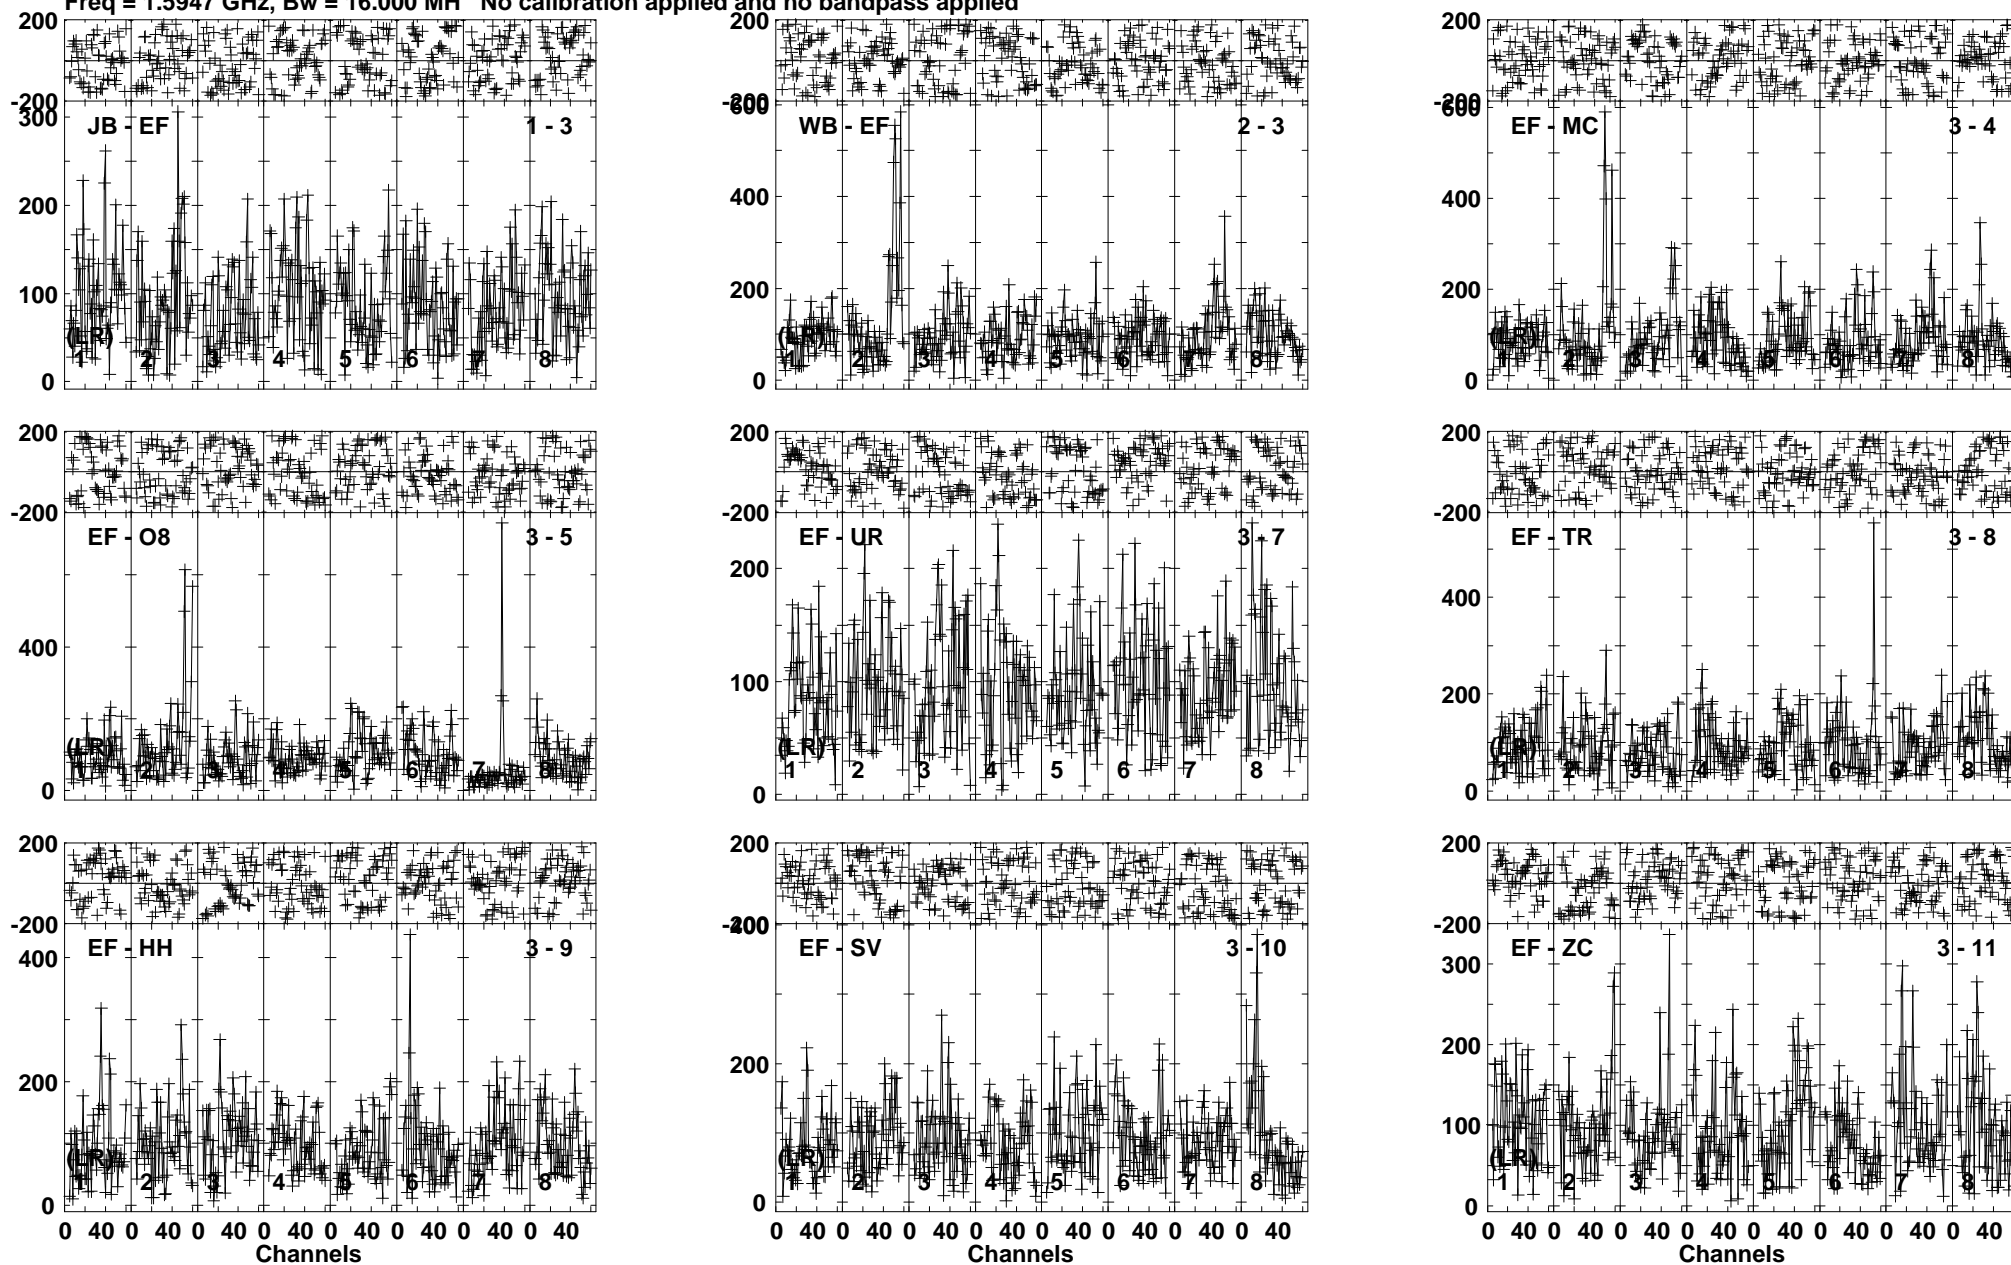 Freq = 1.5947 GHz, Bw = 16.000 MH No calibration applied and no bandpass applied
200 200 200
-200 -200 -200
300 600 600
JB - EF 1 - 3 WB - EF 2 - 3 EF - MC 3 - 4
200 400 400
100 200 200
(LR) (LR) (LR)
1 2 3 4 5 6 7 8 1 2 3 4 5 6 7 8 1 2 3 4 5 6 7 8
0 0 0
200 200 200
-200 -200 -200
EF - O8 3 - 5 EF - UR 3 - 7 EF - TR 3 - 8
400 200 400
100 200
(LR) (LR) (LR)
1 2 3 4 5 6 7 8 1 2 3 4 5 6 7 8 1 2 3 4 5 6 7 8
0 0 0
200 200 200
-200 -200 -200
400 400 300
EF - HH 3 - 9 EF - SV 3 - 10 EF - ZC 3 - 11
200 200 200
100
(LR) (LR) (LR)
1 2 3 4 5 6 7 8 1 2 3 4 5 6 7 8 1 2 3 4 5 6 7 8
0 0 0
0 40 0 40 0 40 0 40 0 40 0 40 0 40 0 40 0 40 0 40 0 40 0 40 0 40 0 40 0 40 0 40 0 40 0 40 0 40 0 40 0 40 0 40 0 40 0 40
Channels Channels Channels